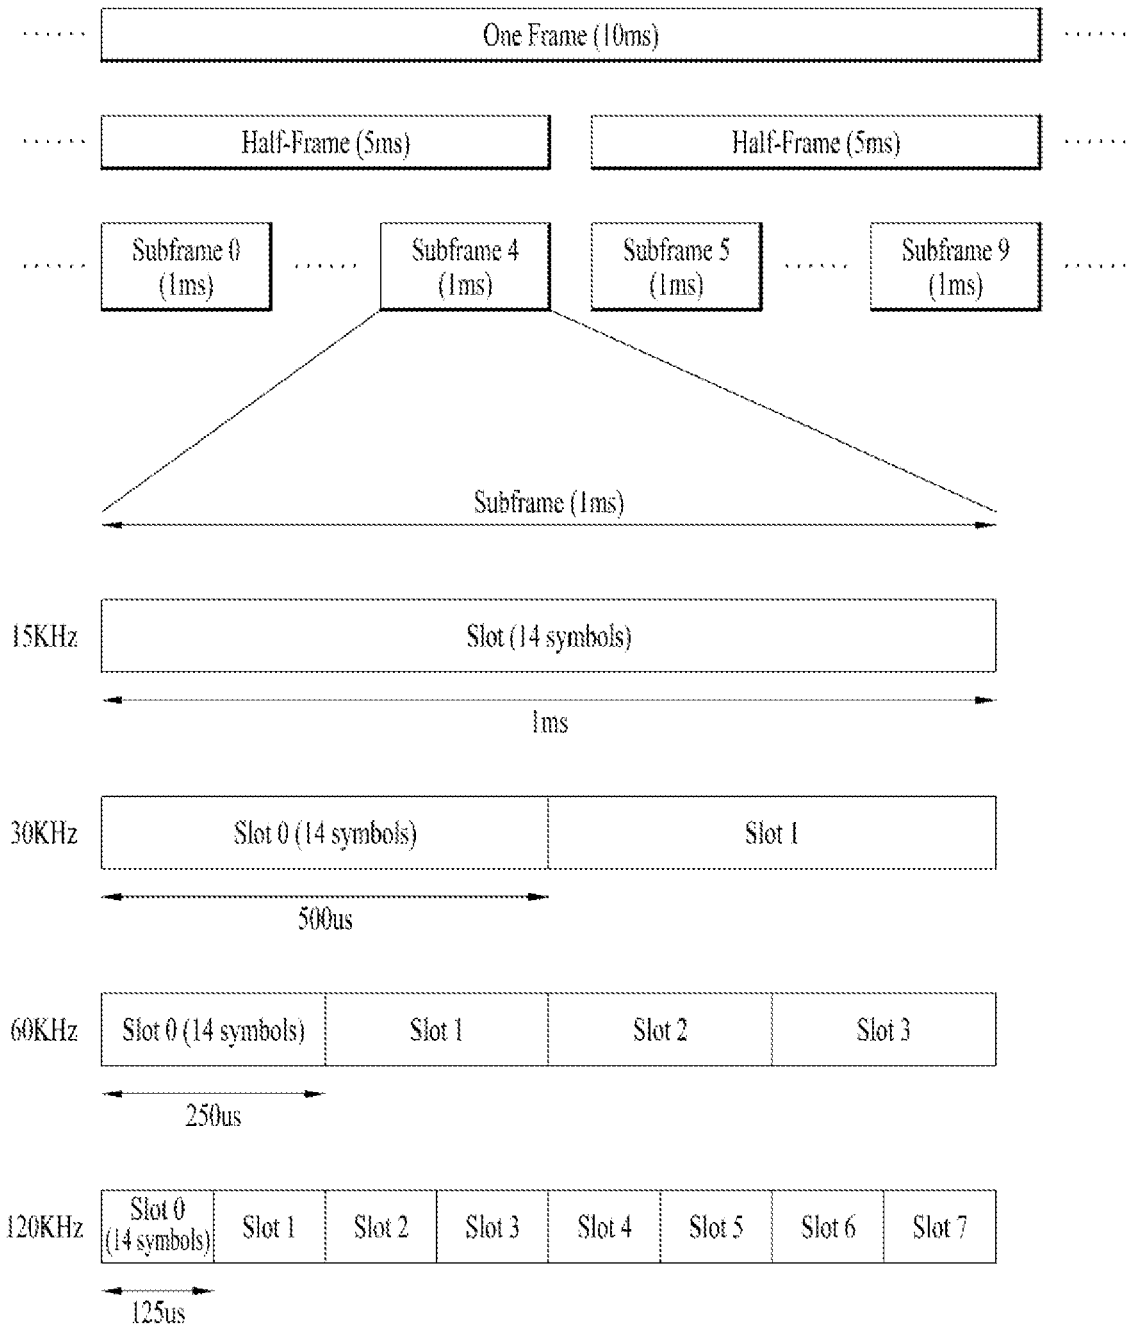 One Frame (10ms)
Half-Frame (5ms)
Half-Frame (5ms)
Subframe 0
(1ms)
Subframe 4
(1ms)
Subframe 5
(1ms)
Subframe 9
(1ms)
Subframe (1ms)
15KHz
Slot (14 symbols)
1ms
30KHz
Slot 0 (14 symbols)
Slot 1
500us
60KHz
Slot 0 (14 symbols)
Slot 1
Slot 2
Slot 3
250us
120KHz
Slot 0
(14 symbols)
Slot 1
Slot 2
Slot 3
Slot 4
Slot 5
Slot 6
Slot 7
125us